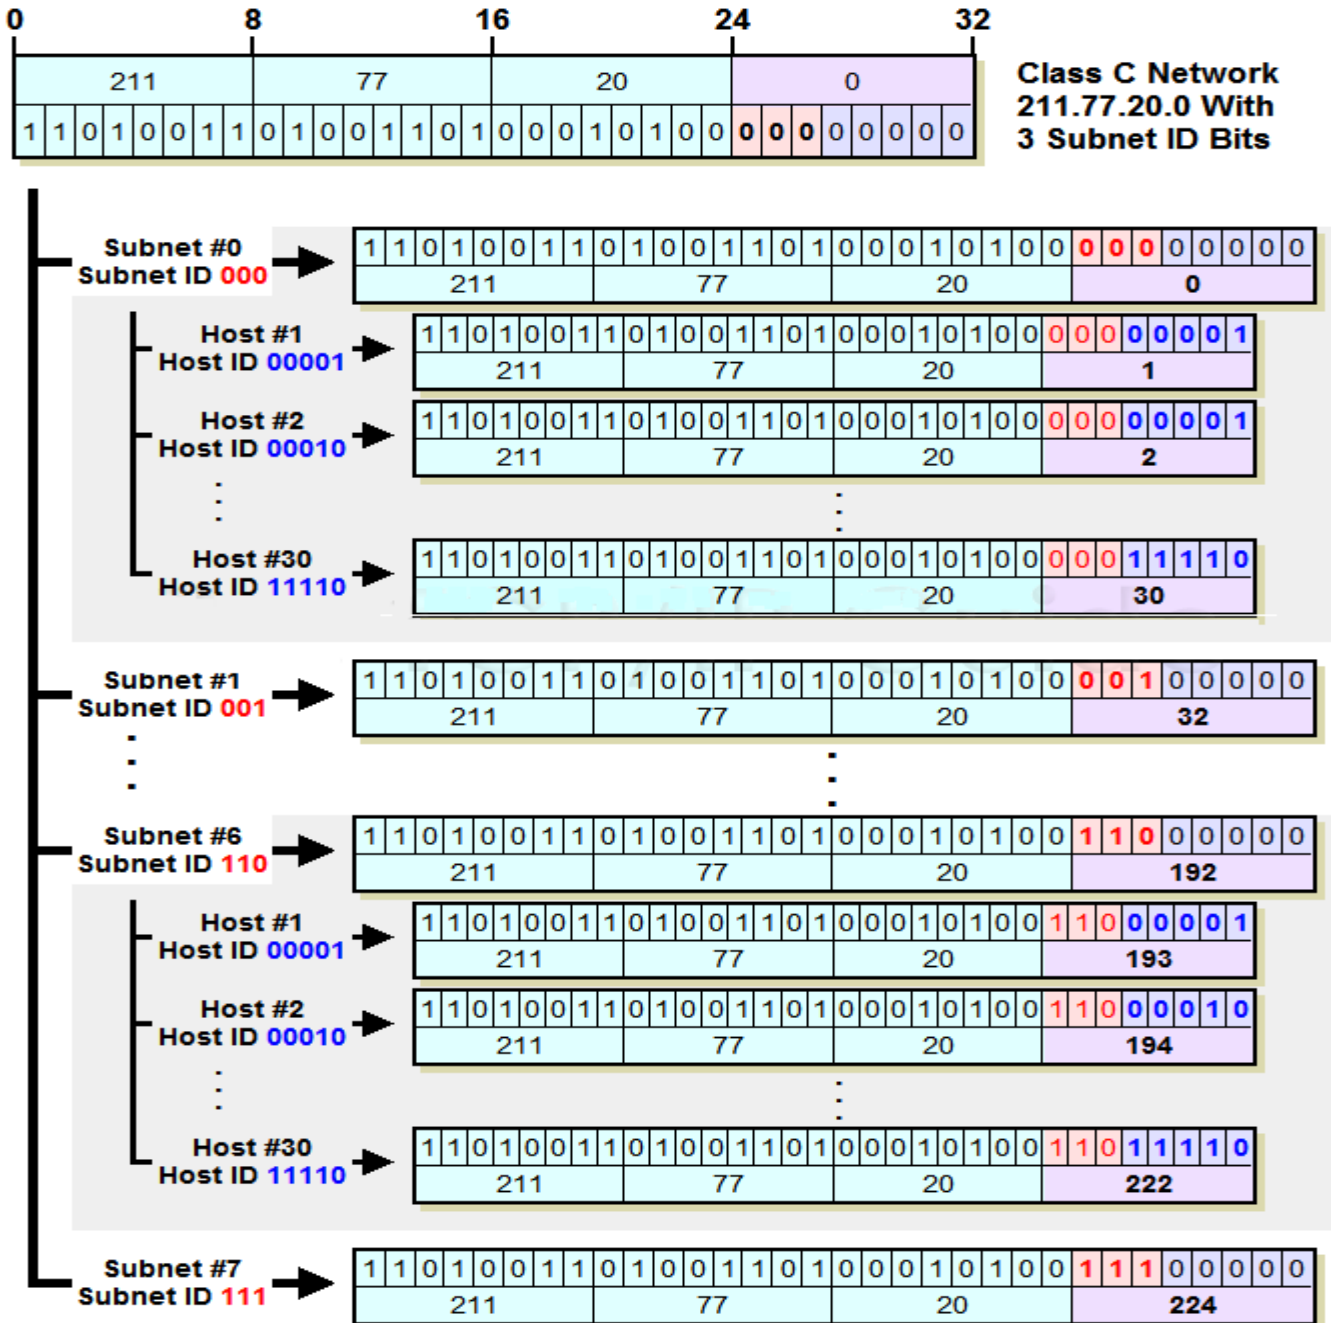 0 8 16 24 32
211 77 20 0
1 1 0 1 0 0 1 1 0 1 0 0 1 1 0 1 0 0 0 1 0 1 0 0 0 0 0 0 0 0 0 0
Class C Network
211.77.20.0 With
3 Subnet ID Bits
Subnet #0
Subnet ID 000
1 1 0 1 0 0 1 1 0 1 0 0 1 1 0 1 0 0 0 1 0 1 0 0 0 0 0 0 0 0 0 0
211 77 20 0
Host #1
Host ID 00001
1 1 0 1 0 0 1 1 0 1 0 0 1 1 0 1 0 0 0 1 0 1 0 0 0 0 0 0 0 0 0 1
211 77 20 1
Host #2
Host ID 00010
1 1 0 1 0 0 1 1 0 1 0 0 1 1 0 1 0 0 0 1 0 1 0 0 0 0 0 0 0 0 0 1
211 77 20 2
Host #30
Host ID 11110
1 1 0 1 0 0 1 1 0 1 0 0 1 1 0 1 0 0 0 1 0 1 0 0 0 0 0 1 1 1 1 0
211 77 20 30
Subnet #1
Subnet ID 001
1 1 0 1 0 0 1 1 0 1 0 0 1 1 0 1 0 0 0 1 0 1 0 0 0 0 1 0 0 0 0 0
211 77 20 32
Subnet #6
Subnet ID 110
1 1 0 1 0 0 1 1 0 1 0 0 1 1 0 1 0 0 0 1 0 1 0 0 1 1 0 0 0 0 0 0
211 77 20 192
Host #1
Host ID 00001
1 1 0 1 0 0 1 1 0 1 0 0 1 1 0 1 0 0 0 1 0 1 0 0 1 1 0 0 0 0 0 1
211 77 20 193
Host #2
Host ID 00010
1 1 0 1 0 0 1 1 0 1 0 0 1 1 0 1 0 0 0 1 0 1 0 0 1 1 0 0 0 0 1 0
211 77 20 194
Host #30
Host ID 11110
1 1 0 1 0 0 1 1 0 1 0 0 1 1 0 1 0 0 0 1 0 1 0 0 1 1 0 1 1 1 1 0
211 77 20 222
Subnet #7
Subnet ID 111
1 1 0 1 0 0 1 1 0 1 0 0 1 1 0 1 0 0 0 1 0 1 0 0 1 1 1 0 0 0 0 0
211 77 20 224